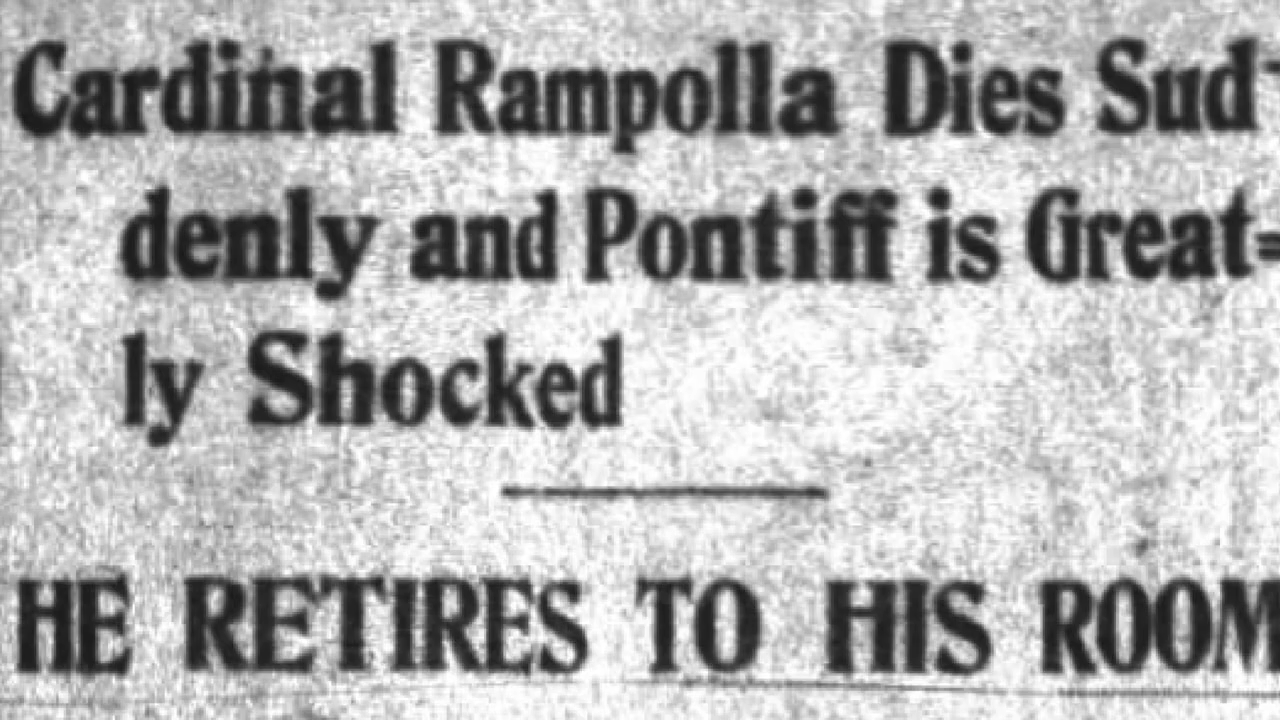 Cardinal Rampolla Dies Sud-
denly and Pontiff is Great-
ly Shocked
HE RETIRES TO HIS ROOM